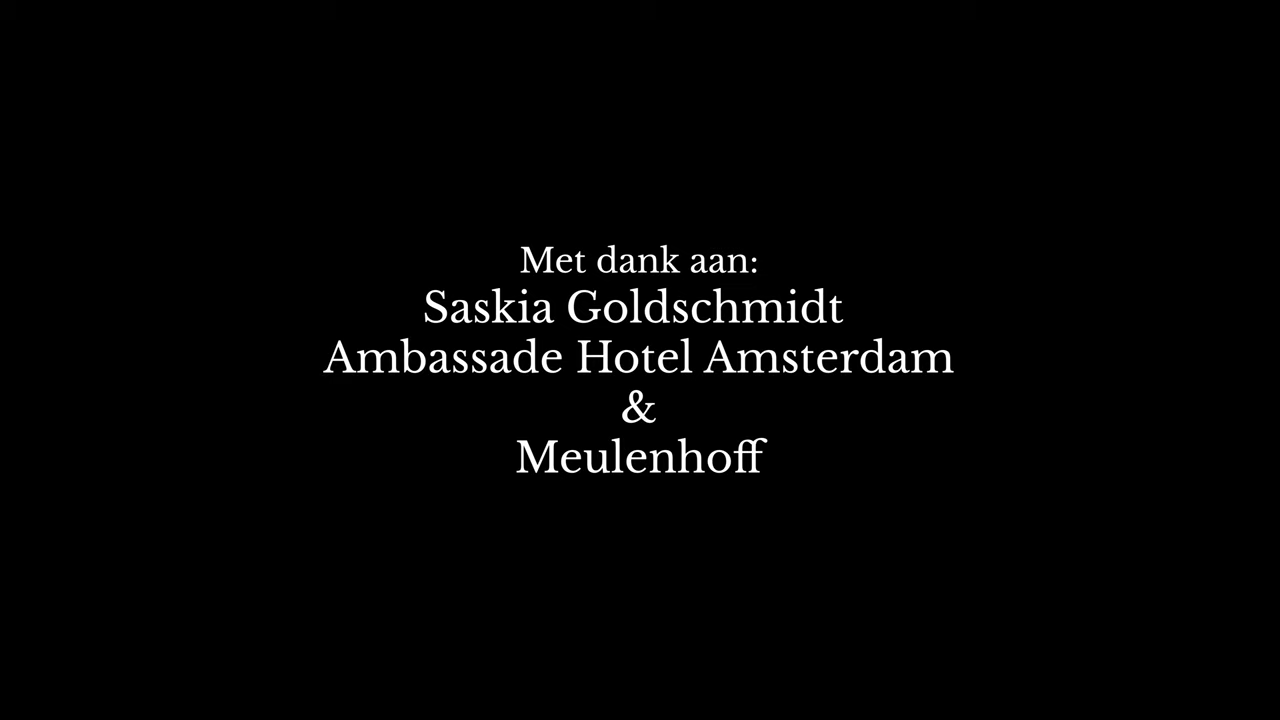 Met dank aan:
Saskia Goldschmidt
Ambassade Hotel Amsterdam
&
Meulenhoff